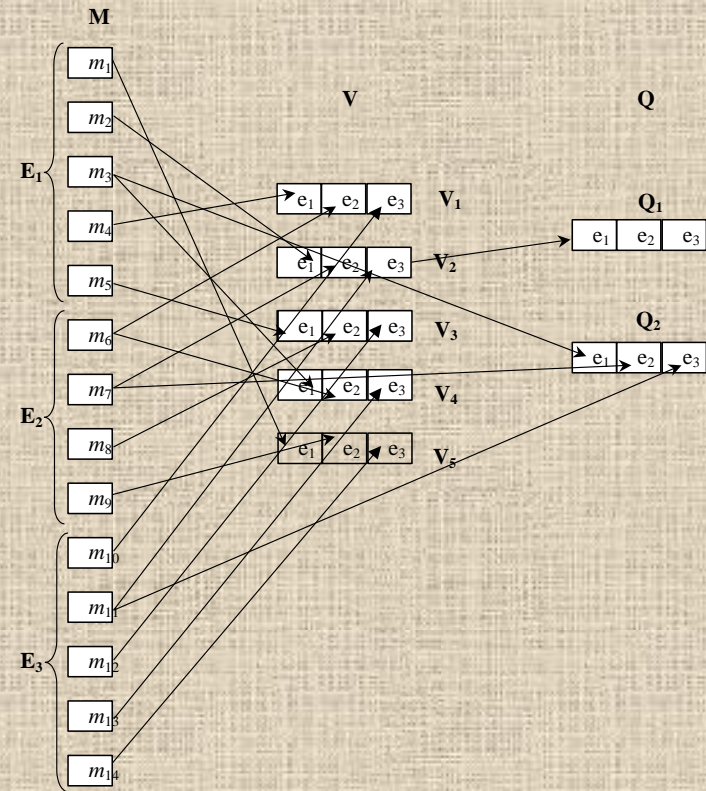 M
V
Q
E₁
m₁
m₂
m₃
m₄
m₅
E₂
m₆
m₇
m₈
m₉
E₃
m₁₀
m₁₁
m₁₂
m₁₃
m₁₄
e₁ e₂ e₃ V₁
e₁ e₂ e₃ V₂
e₁ e₂ e₃ V₃
e₁ e₂ e₃ V₄
e₁ e₂ e₃ V₅
Q₁
e₁ e₂ e₃
Q₂
e₁ e₂ e₃